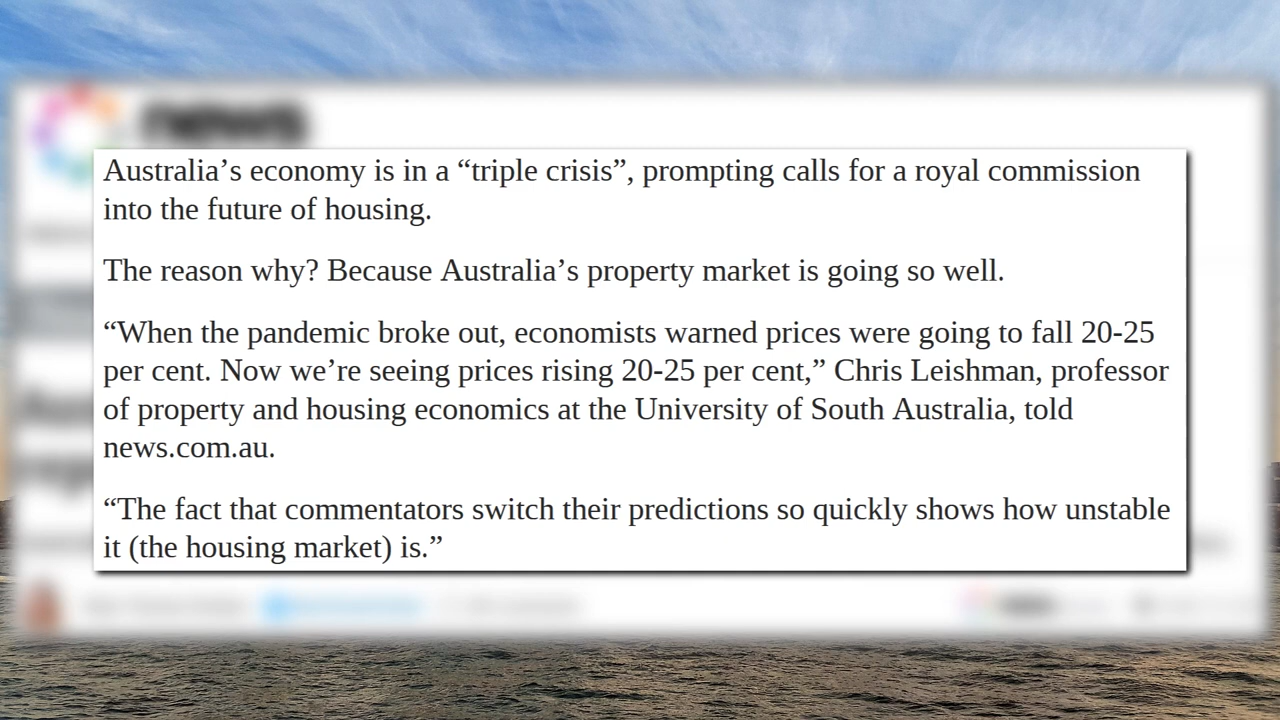 news
Australia’s economy is in a “triple crisis”, prompting calls for a royal commission
into the future of housing.
The reason why? Because Australia’s property market is going so well.
“When the pandemic broke out, economists warned prices were going to fall 20-25
per cent. Now we’re seeing prices rising 20-25 per cent,” Chris Leishman, professor
of property and housing economics at the University of South Australia, told
news.com.au.
“The fact that commentators switch their predictions so quickly shows how unstable
it (the housing market) is.”